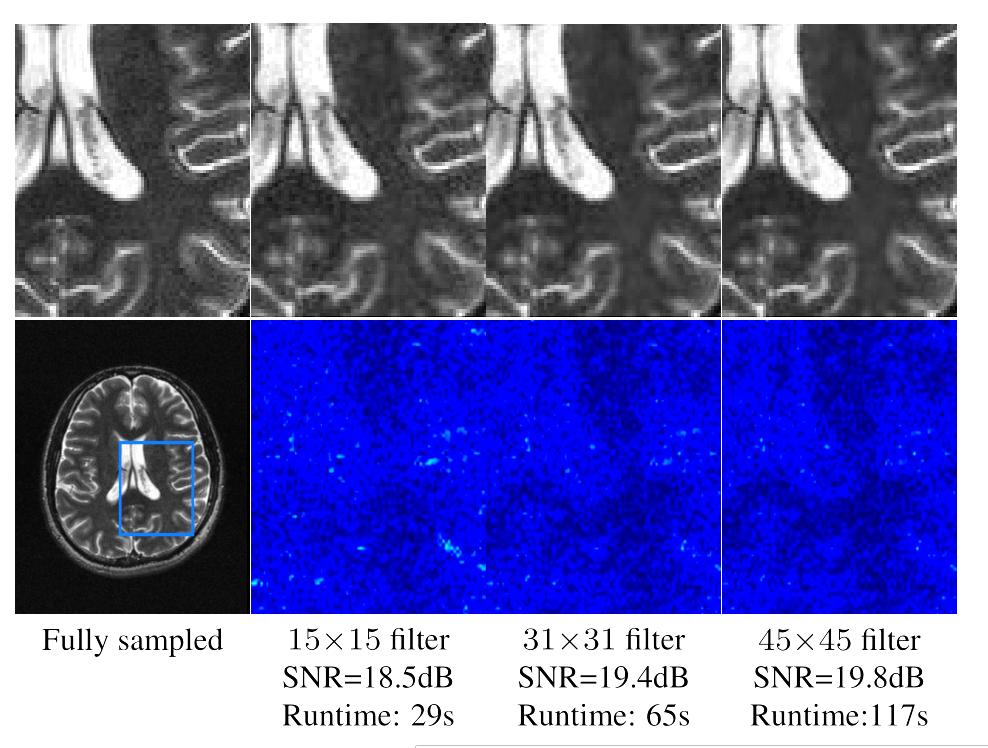 Fully sampled
15×15 filter
SNR=18.5dB
Runtime: 29s
31×31 filter
SNR=19.4dB
Runtime: 65s
45×45 filter
SNR=19.8dB
Runtime:117s